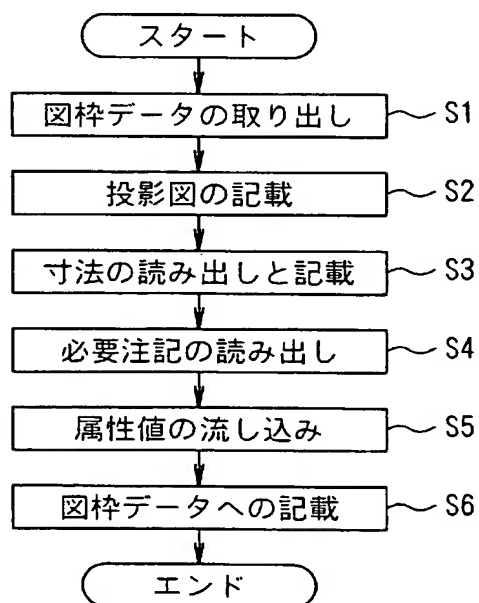 スタート
図枠データの取り出し S1
投影図の記載 S2
寸法の読み出しと記載 S3
必要注記の読み出し S4
属性値の流し込み S5
図枠データへの記載 S6
エンド